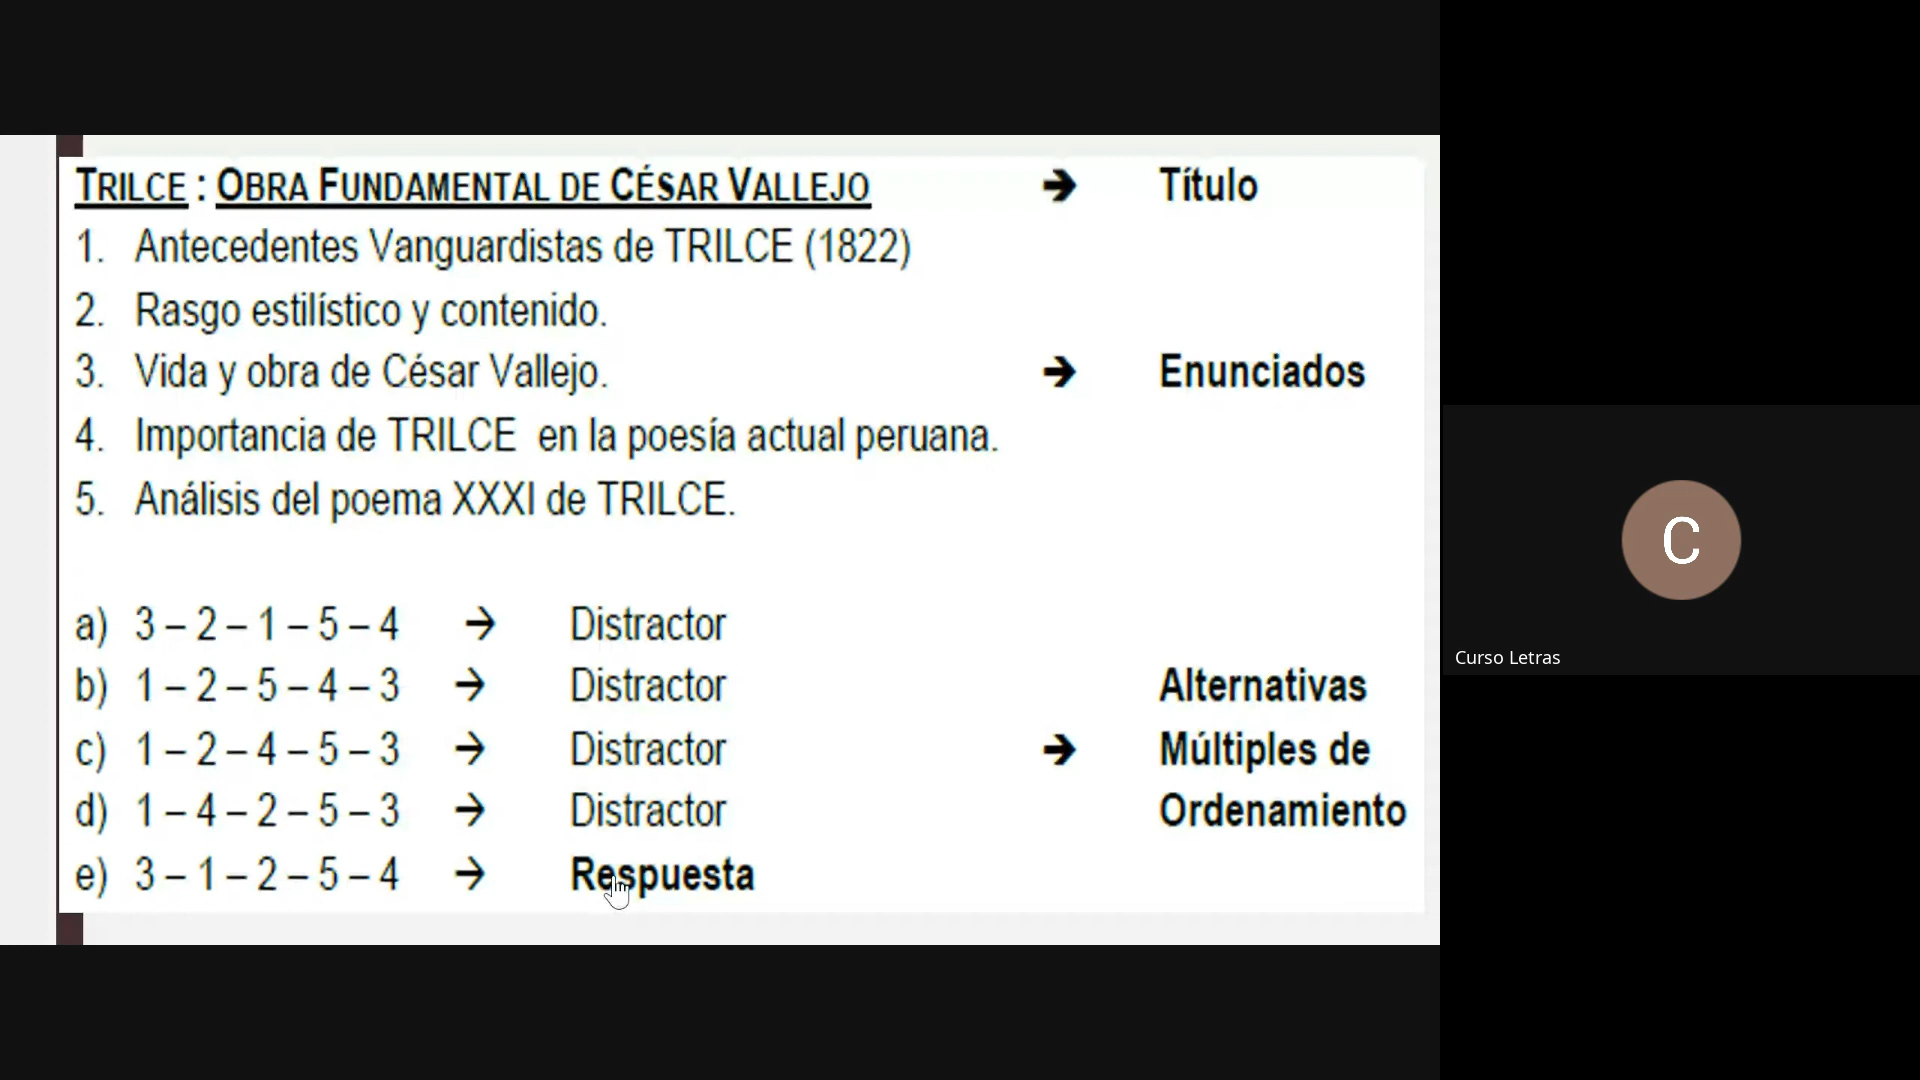 TRILCE : OBRA FUNDAMENTAL DE CÉSAR VALLEJO → Título
1. Antecedentes Vanguardistas de TRILCE (1822)
2. Rasgo estilístico y contenido.
3. Vida y obra de César Vallejo. → Enunciados
4. Importancia de TRILCE en la poesía actual peruana.
5. Análisis del poema XXXI de TRILCE.
a) 3 – 2 – 1 – 5 – 4 → Distractor
b) 1 – 2 – 5 – 4 – 3 → Distractor Alternativas
c) 1 – 2 – 4 – 5 – 3 → Distractor → Múltiples de
d) 1 – 4 – 2 – 5 – 3 → Distractor Ordenamiento
e) 3 – 1 – 2 – 5 – 4 → Respuesta
C
Curso Letras